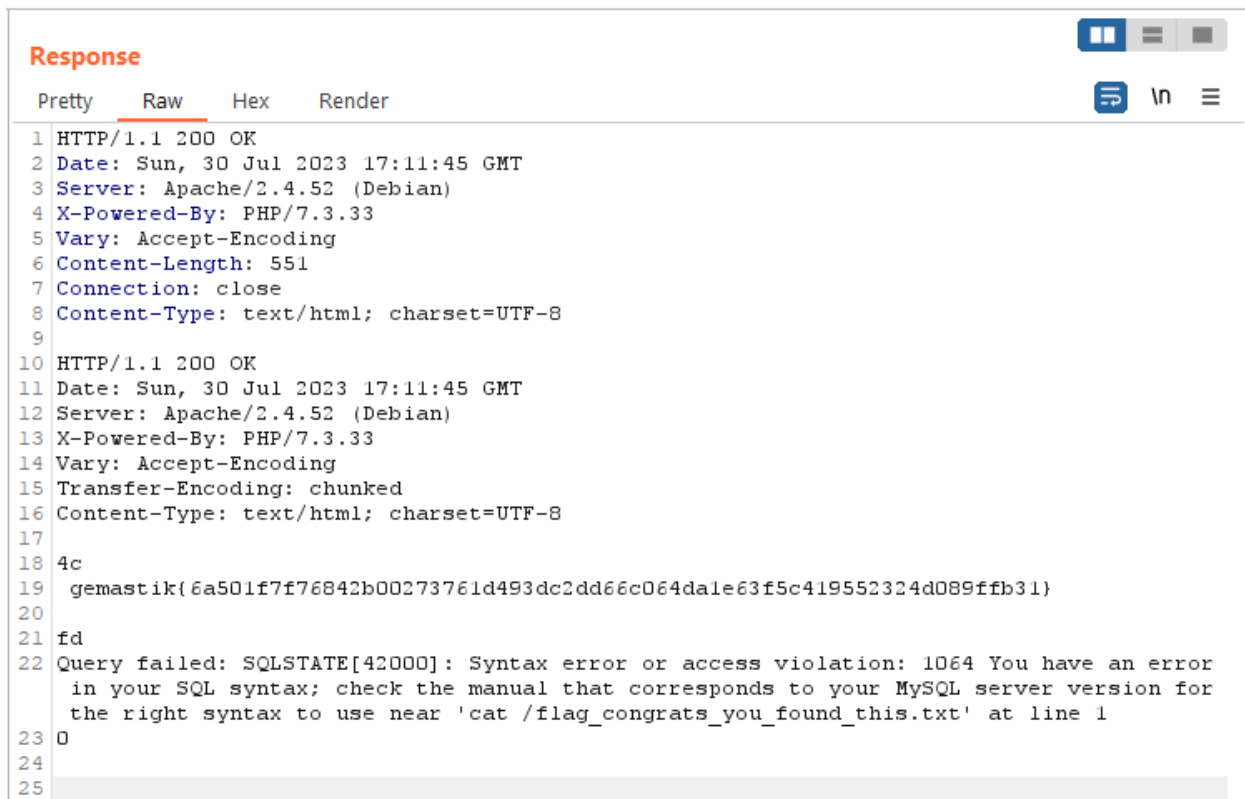 Response
Pretty Raw Hex Render \n
1 HTTP/1.1 200 OK
2 Date: Sun, 30 Jul 2023 17:11:45 GMT
3 Server: Apache/2.4.52 (Debian)
4 X-Powered-By: PHP/7.3.33
5 Vary: Accept-Encoding
6 Content-Length: 551
7 Connection: close
8 Content-Type: text/html; charset=UTF-8
9
10 HTTP/1.1 200 OK
11 Date: Sun, 30 Jul 2023 17:11:45 GMT
12 Server: Apache/2.4.52 (Debian)
13 X-Powered-By: PHP/7.3.33
14 Vary: Accept-Encoding
15 Transfer-Encoding: chunked
16 Content-Type: text/html; charset=UTF-8
17
18 4c
19 gemastik{6a501f7f76842b00273761d493dc2dd66c064da1e63f5c419552324d089ffb31}
20
21 fd
22 Query failed: SQLSTATE[42000]: Syntax error or access violation: 1064 You have an error
in your SQL syntax; check the manual that corresponds to your MySQL server version for
the right syntax to use near 'cat /flag_congrats_you_found_this.txt' at line 1
23 0
24
25